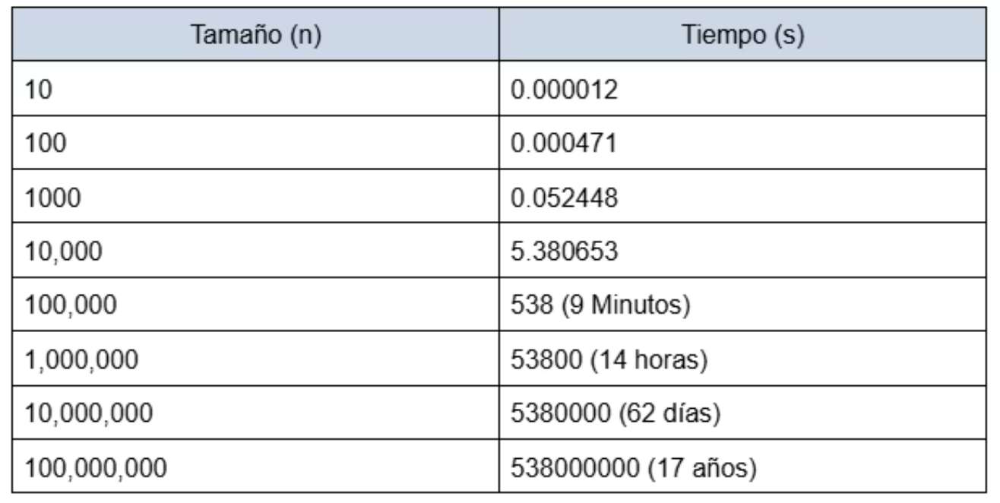 Tamaño (n) Tiempo (s)
10 0.000012
100 0.000471
1000 0.052448
10,000 5.380653
100,000 538 (9 Minutos)
1,000,000 53800 (14 horas)
10,000,000 5380000 (62 días)
100,000,000 538000000 (17 años)